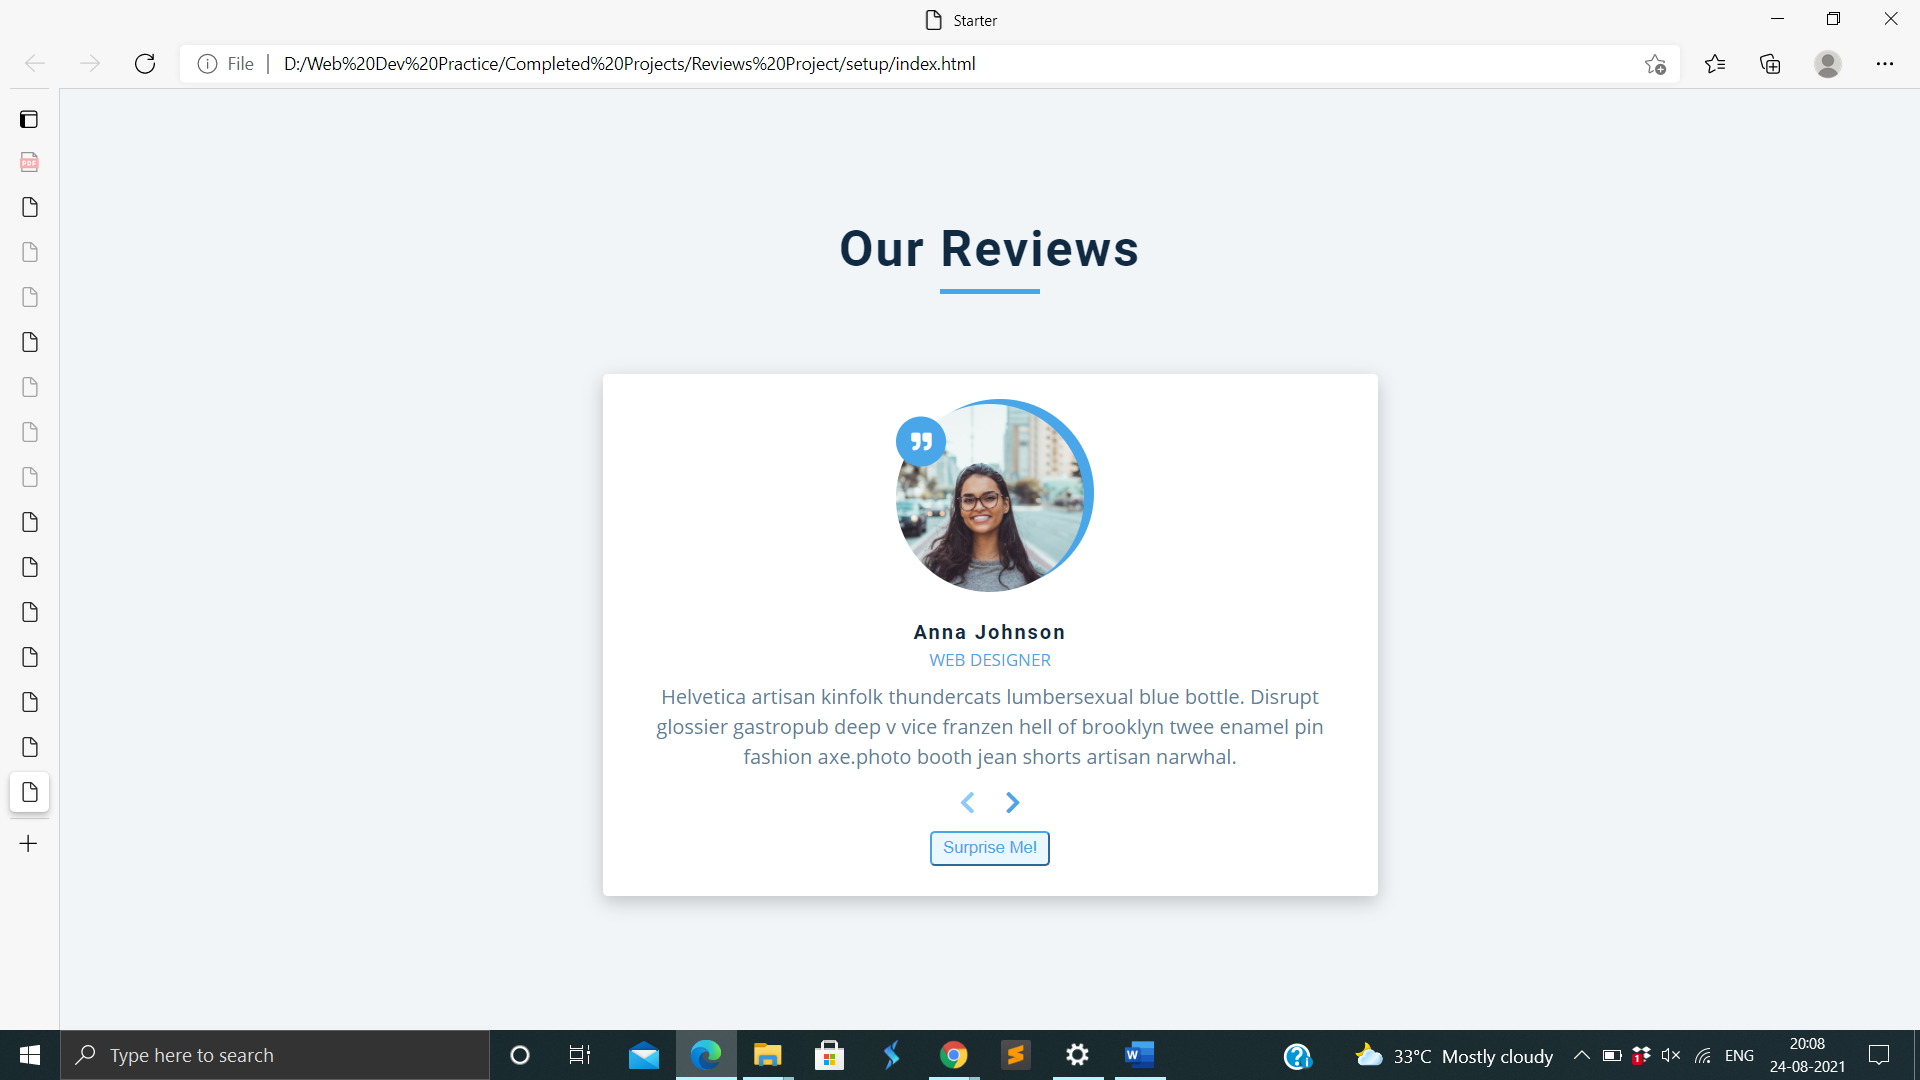 Starter
File
D:/Web%20Dev%20Practice/Completed%20Projects/Reviews%20Project/setup/index.html
PDF
Our Reviews
Anna Johnson
WEB DESIGNER
Helvetica artisan kinfolk thundercats lumbersexual blue bottle. Disrupt
glossier gastropub deep v vice franzen hell of brooklyn twee enamel pin
fashion axe.photo booth jean shorts artisan narwhal.
Surprise Me!
Type here to search
33°C Mostly cloudy
1
ENG
20:08
24-08-2021